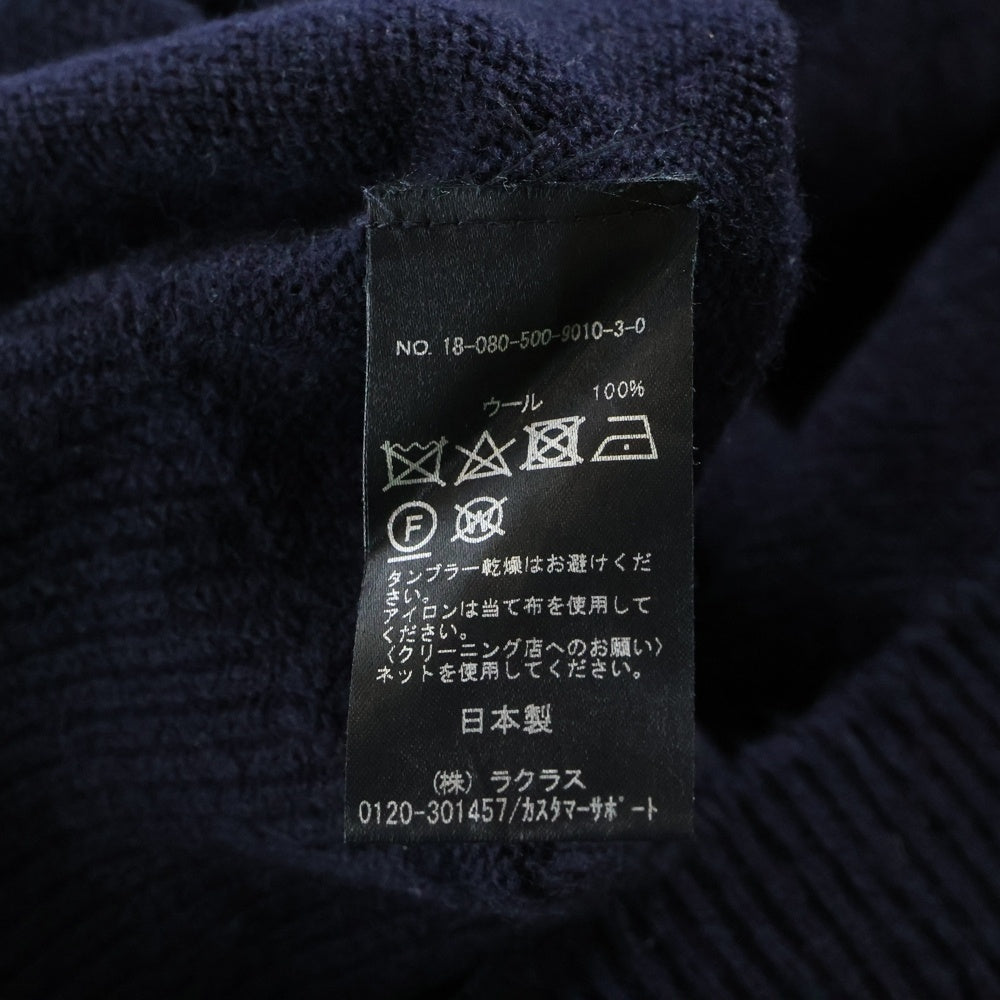 NO. 18-080-500-9010-3-0
ウール 100%
F W
タンブラー乾燥はお避けくだ
さい。
アイロンは当て布を使用して
ください。
〈クリーニング店へのお願い〉
ネットを使用してください。
日本製
(株) ラクラス
0120-301457/カスタマーサポート